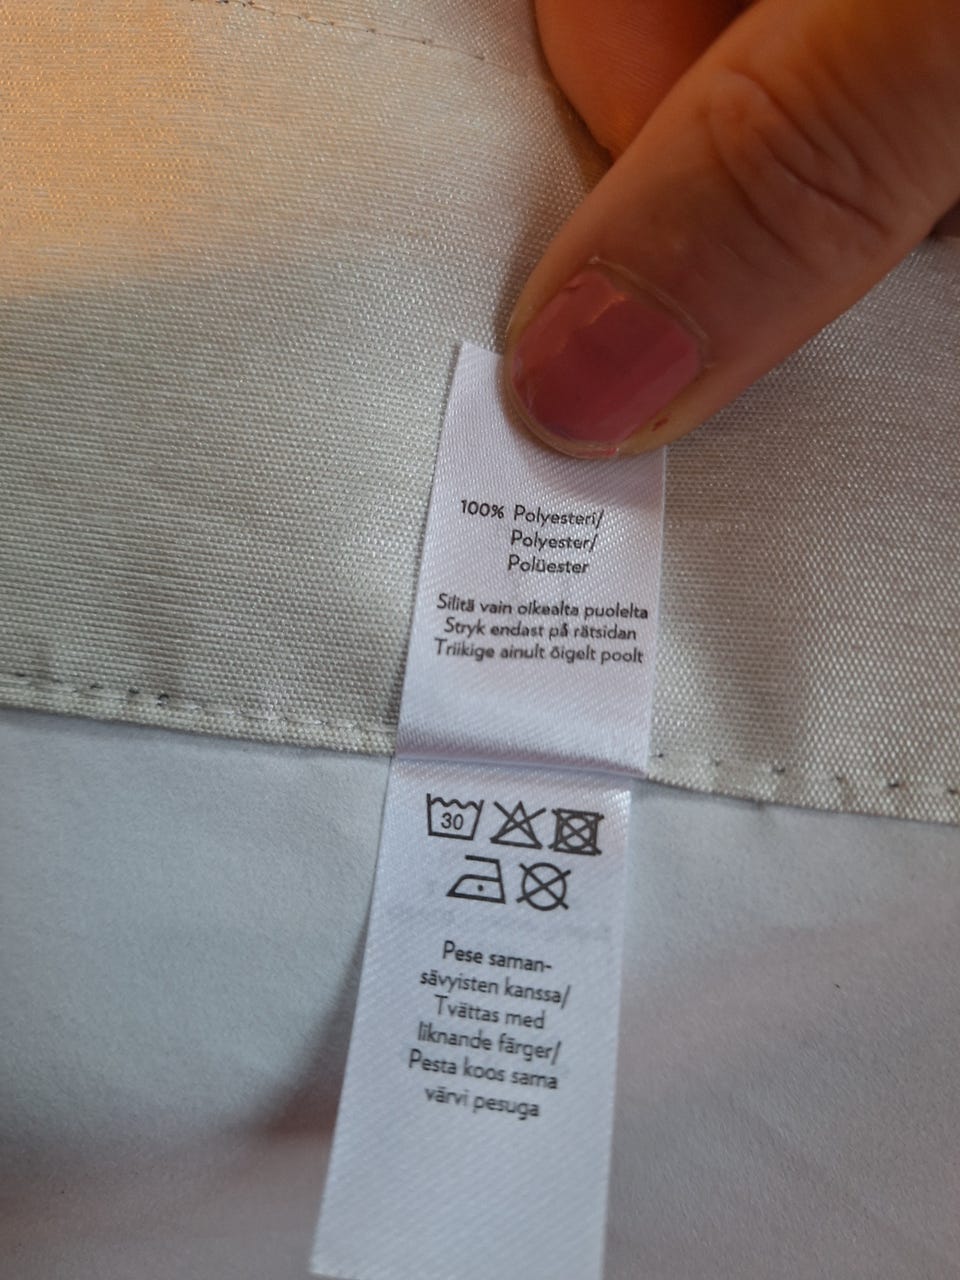 100% Polyesteri/
Polyester/
Polüester
Silitä vain oikealta puolelta
Stryk endast på rätsidan
Triikige ainult õigelt poolt
30
Pese saman-
sävyisten kanssa/
Tvättas med
liknande färger/
Pesta koos sama
värvi pesuga